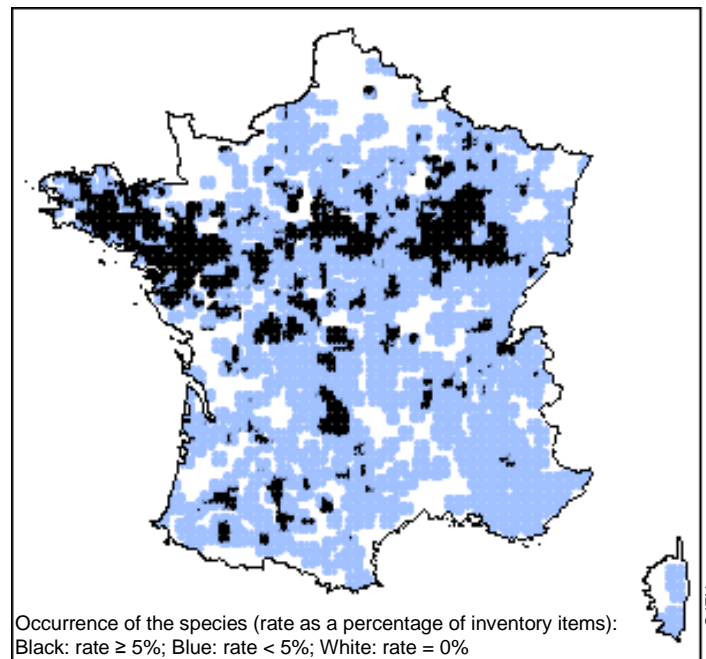 Occurrence of the species (rate as a percentage of inventory items):
Black: rate ≥ 5%; Blue: rate < 5%; White: rate = 0%